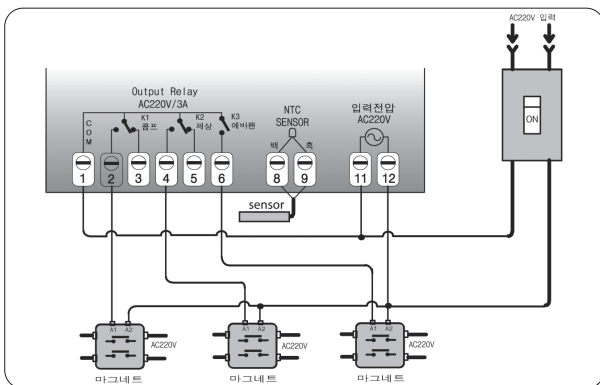 AC220V 입력
ON
Output Relay
AC220V/3A
COM
K1
콤프
K2
제상
K3
에바팬
NTC
SENSOR
백 흑
입력전압
AC220V
1 2 3 4 5 6 8 9 11 12
sensor
A1 A2
AC220V
마그네트
A1 A2
AC220V
마그네트
A1 A2
AC220V
마그네트